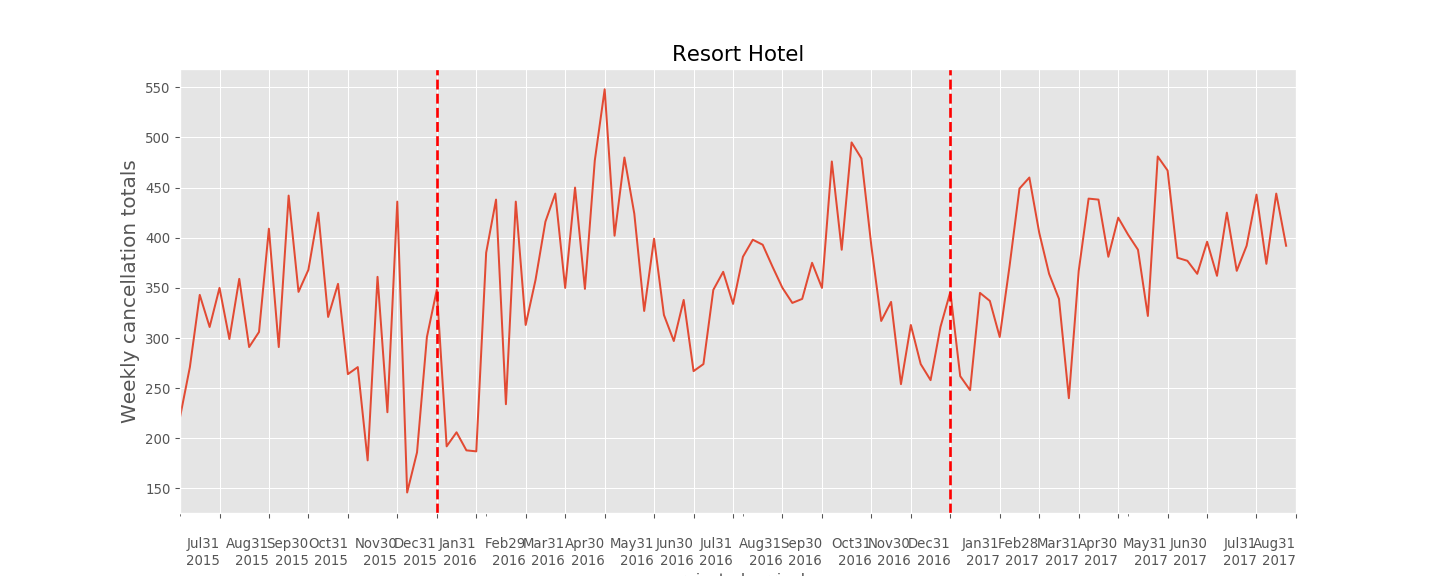 Resort Hotel
Weekly cancellation totals
550
500
450
400
350
300
250
200
150
Jul31 Aug31 Sep30 Oct31 Nov30 Dec31 Jan31 Feb29 Mar31 Apr30 May31 Jun30 Jul31 Aug31 Sep30 Oct31 Nov30 Dec31 Jan31 Feb28 Mar31 Apr30 May31 Jun30 Jul31 Aug31
2015 2015 2015 2015 2015 2015 2016 2016 2016 2016 2016 2016 2016 2016 2016 2016 2016 2016 2017 2017 2017 2017 2017 2017 2017 2017